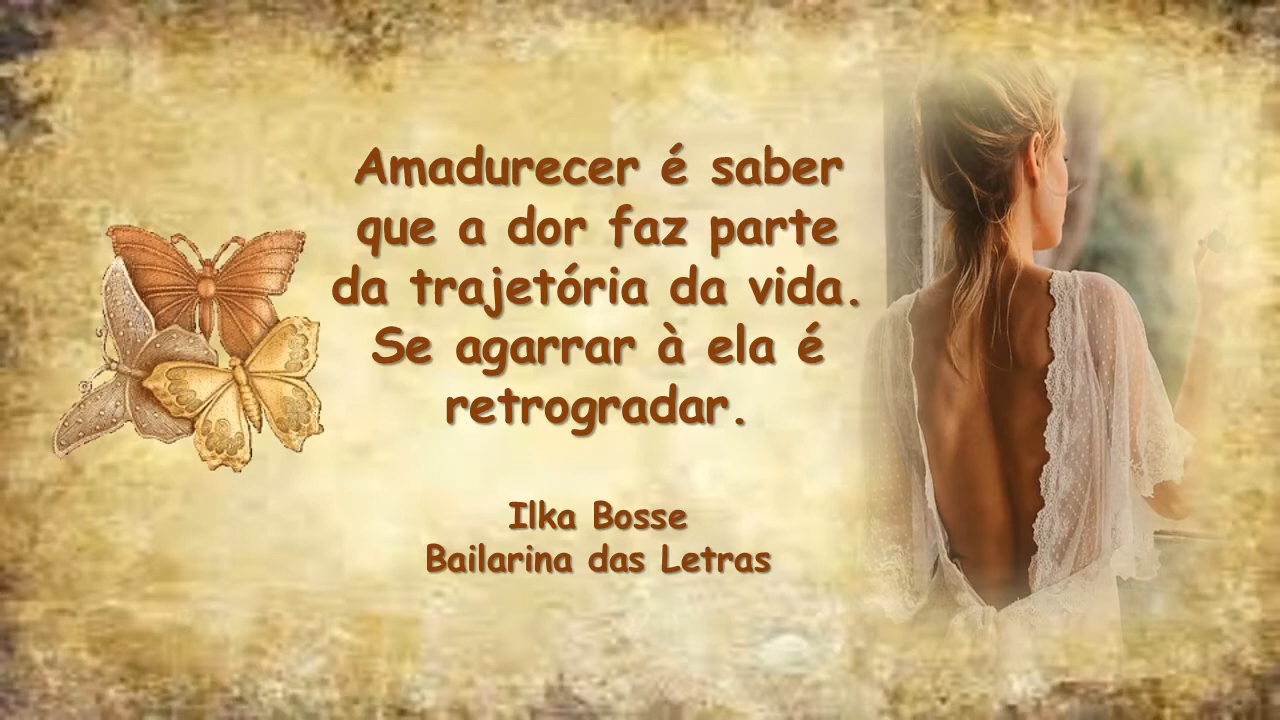 Amadurecer é saber
que a dor faz parte
da trajetória da vida.
Se agarrar à ela é
retrogradar.
Ilka Bosse
Bailarina das Letras